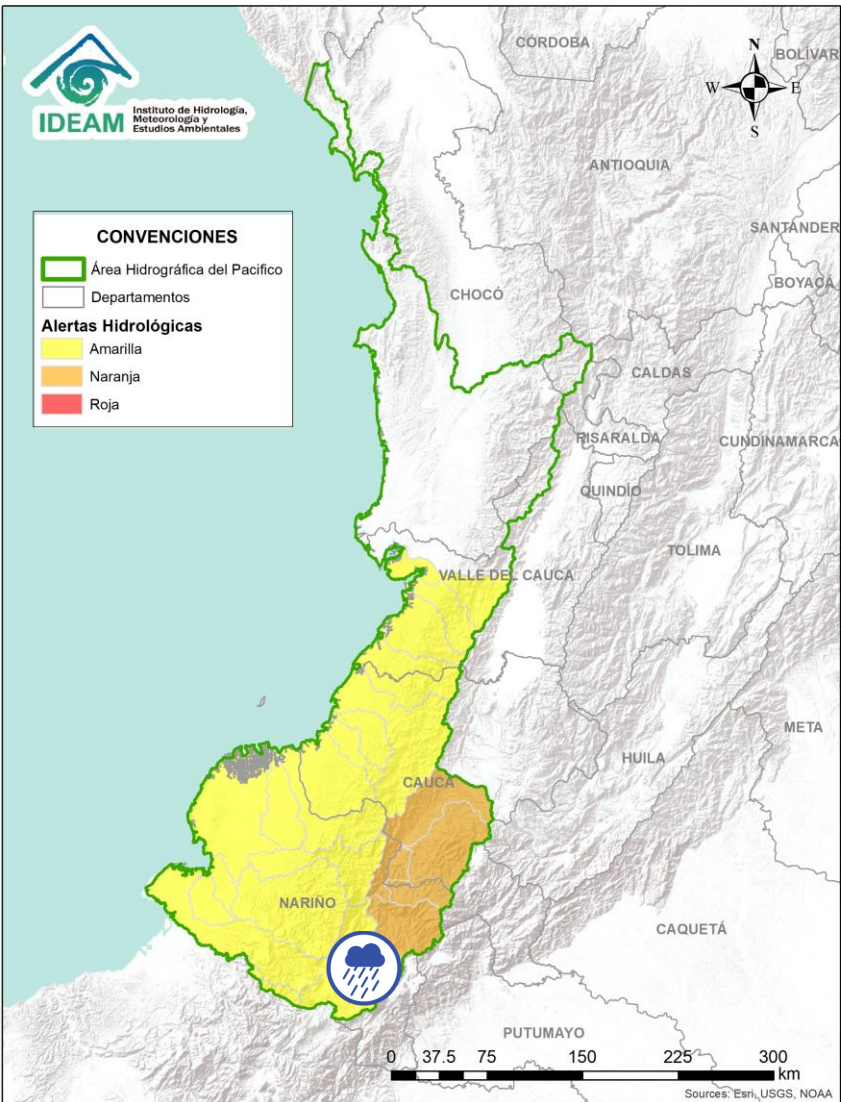 IDEAM
Instituto de Hidrología,
Meteorología y
Estudios Ambientales
N
W
E
S
CÓRDOBA
BOLÍVAR
ANTIOQUIA
SANTANDER
BOYACÁ
CHOCÓ
CONVENCIONES
Área Hidrográfica del Pacifico
Departamentos
Alertas Hidrológicas
Amarilla
Naranja
Roja
CALDAS
RISARALDA
CUNDINAMARCA
QUINDÍO
TOLIMA
VALLE DEL CAUCA
META
HUILA
CAUCA
NARIÑO
CAQUETÁ
PUTUMAYO
0 37.5 75 150 225 300
km
Sources: Esri, USGS, NOAA